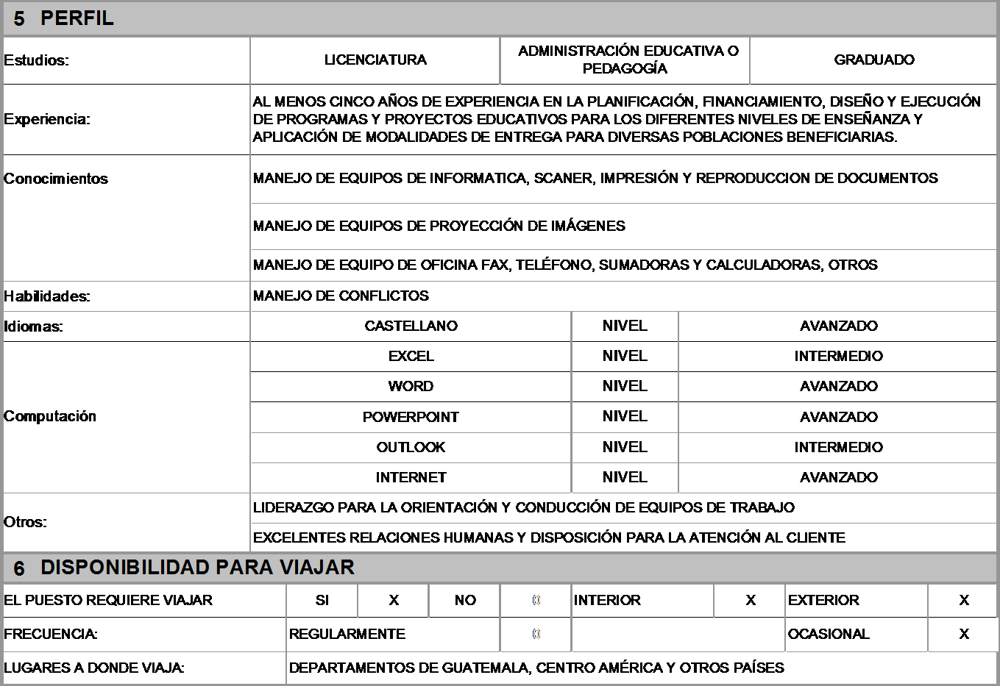 5 PERFIL
Estudios: LICENCIATURA ADMINISTRACIÓN EDUCATIVA O PEDAGOGÍA GRADUADO
Experiencia: AL MENOS CINCO AÑOS DE EXPERIENCIA EN LA PLANIFICACIÓN, FINANCIAMIENTO, DISEÑO Y EJECUCIÓN
DE PROGRAMAS Y PROYECTOS EDUCATIVOS PARA LOS DIFERENTES NIVELES DE ENSEÑANZA Y
APLICACIÓN DE MODALIDADES DE ENTREGA PARA DIVERSAS POBLACIONES BENEFICIARIAS.
Conocimientos MANEJO DE EQUIPOS DE INFORMATICA, SCANER, IMPRESIÓN Y REPRODUCCION DE DOCUMENTOS
MANEJO DE EQUIPOS DE PROYECCIÓN DE IMÁGENES
MANEJO DE EQUIPO DE OFICINA FAX, TELÉFONO, SUMADORAS Y CALCULADORAS, OTROS
Habilidades: MANEJO DE CONFLICTOS
Idiomas: CASTELLANO NIVEL AVANZADO
Computación EXCEL NIVEL INTERMEDIO
WORD NIVEL AVANZADO
POWERPOINT NIVEL AVANZADO
OUTLOOK NIVEL INTERMEDIO
INTERNET NIVEL AVANZADO
Otros: LIDERAZGO PARA LA ORIENTACIÓN Y CONDUCCIÓN DE EQUIPOS DE TRABAJO
EXCELENTES RELACIONES HUMANAS Y DISPOSICIÓN PARA LA ATENCIÓN AL CLIENTE
6 DISPONIBILIDAD PARA VIAJAR
EL PUESTO REQUIERE VIAJAR SI X NO 0 INTERIOR X EXTERIOR X
FRECUENCIA: REGULARMENTE 0 OCASIONAL X
LUGARES A DONDE VIAJA: DEPARTAMENTOS DE GUATEMALA, CENTRO AMÉRICA Y OTROS PAÍSES